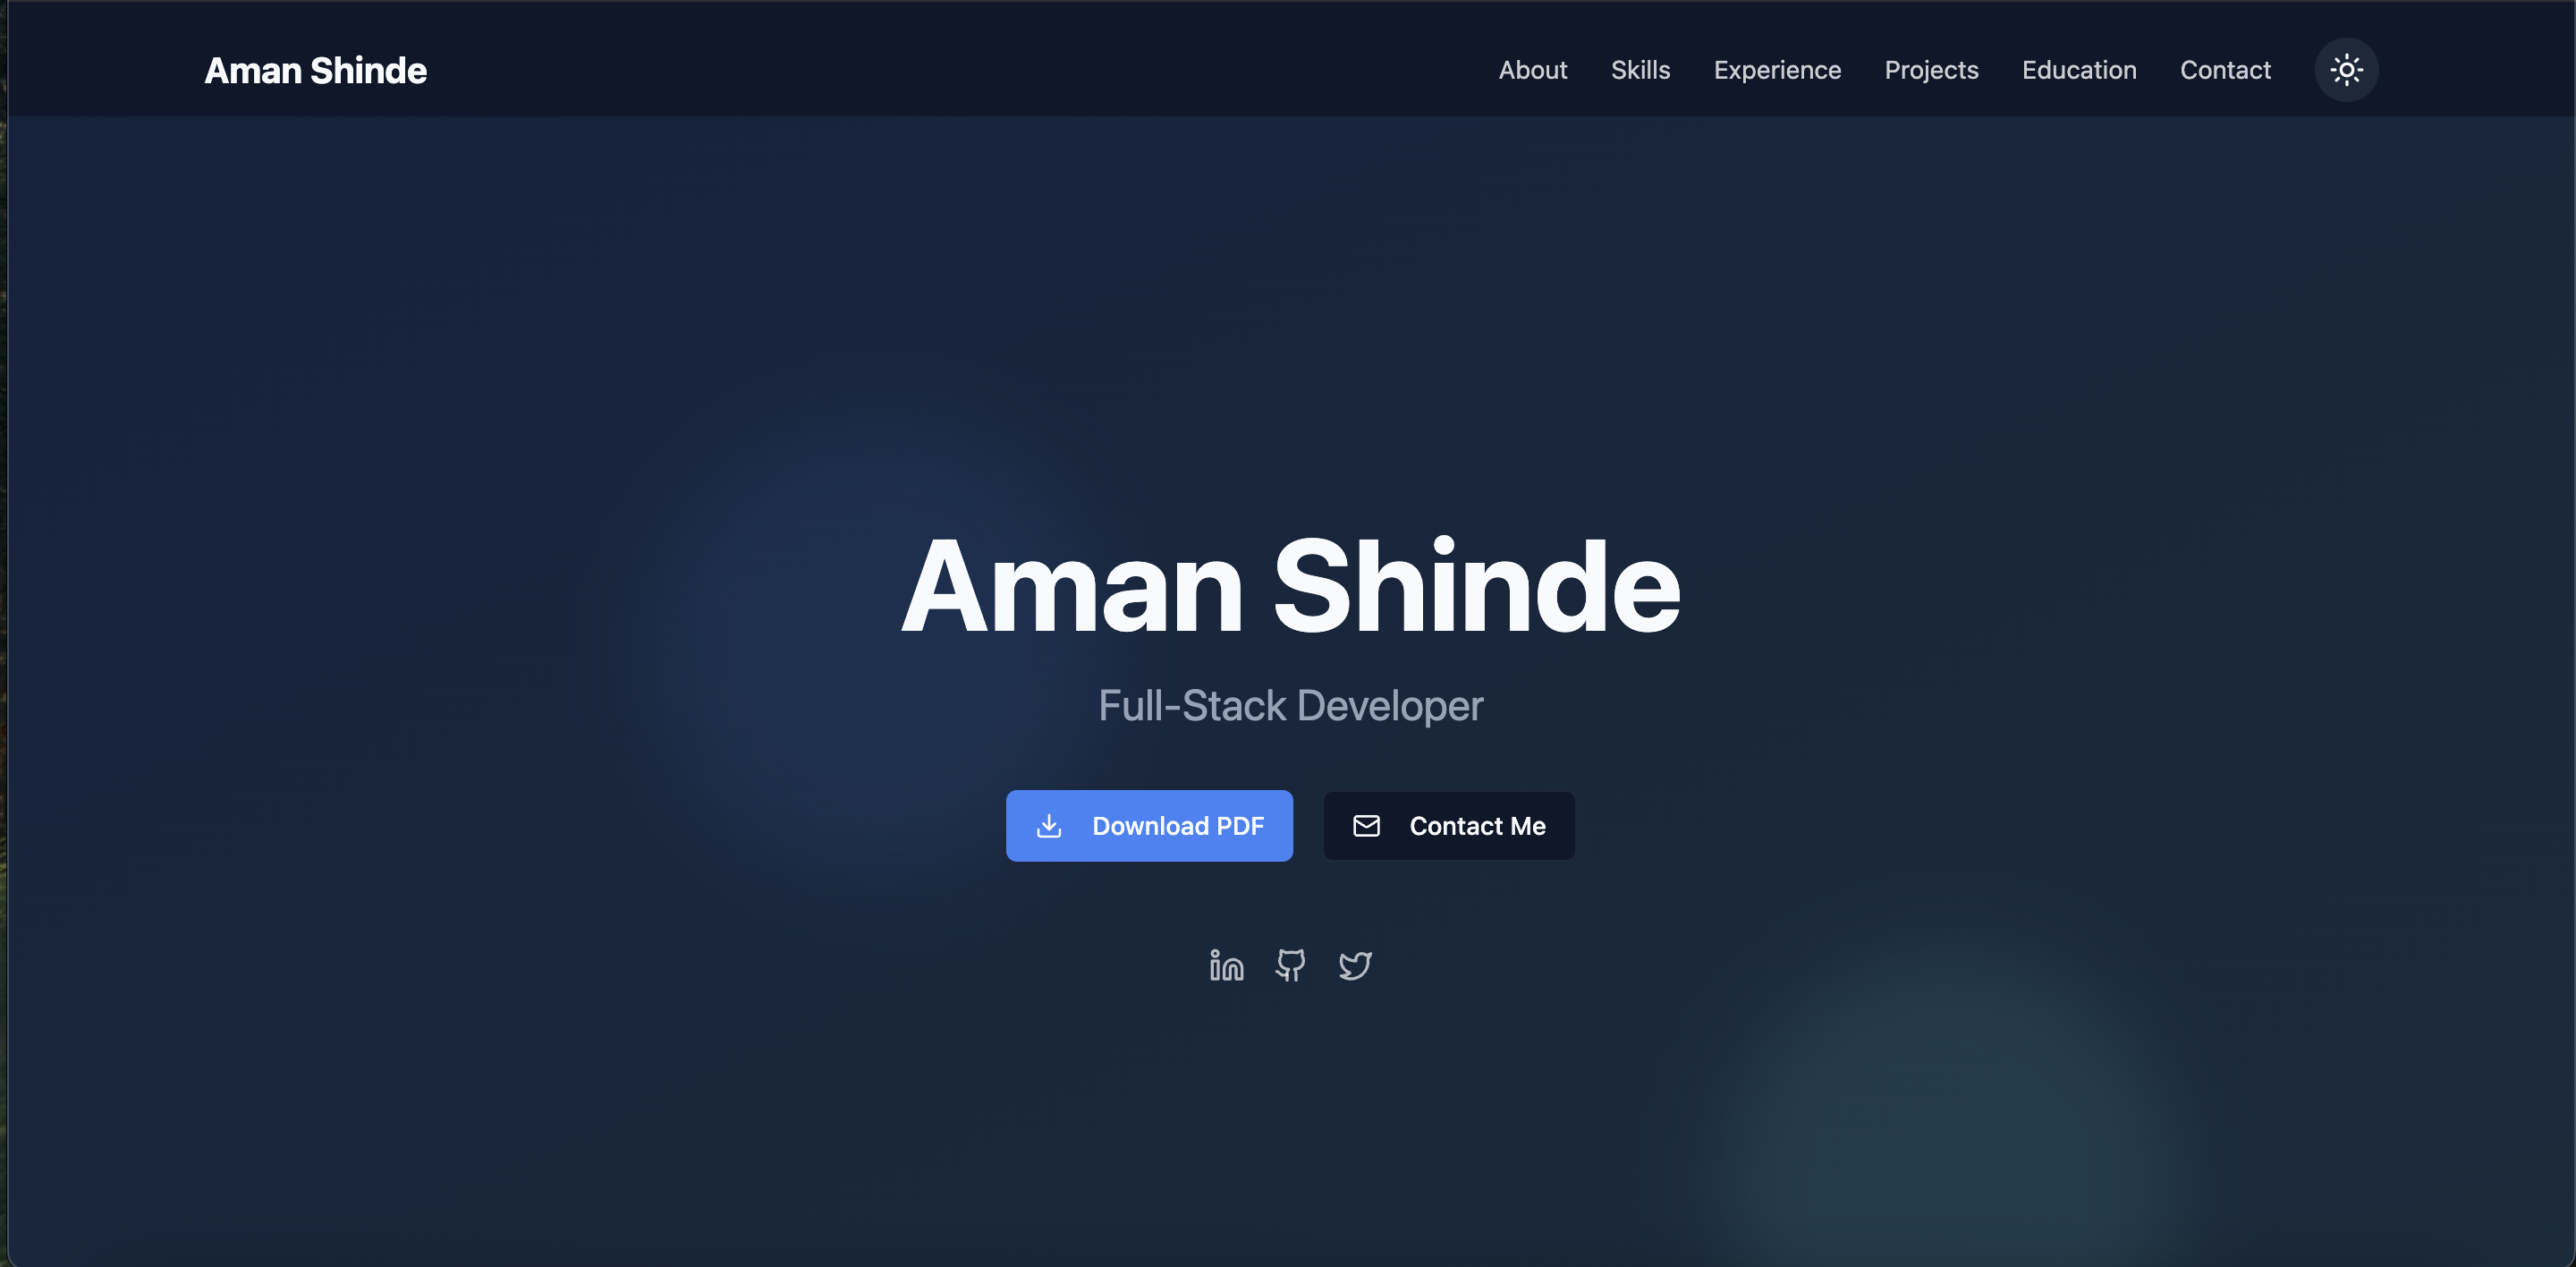 Aman Shinde
About Skills Experience Projects Education Contact
Aman Shinde
Full-Stack Developer
Download PDF
Contact Me